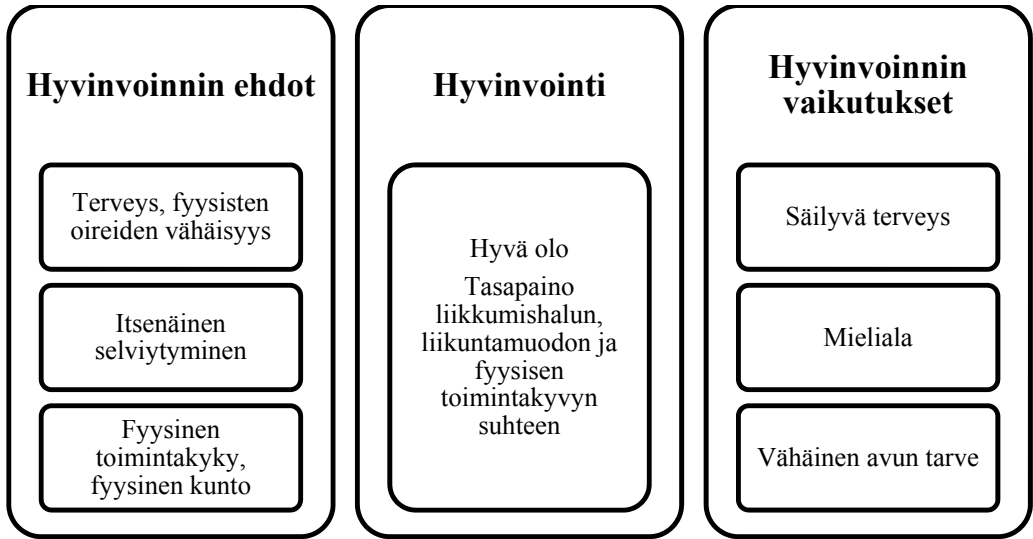 Hyvinvoinnin ehdot
Terveys, fyysisten
oireiden vähäisyys
Itsenäinen
selviytyminen
Fyysinen
toimintakyky,
fyysinen kunto
Hyvinvointi
Hyvä olo
Tasapaino
liikkumishalun,
liikuntamuodon ja
fyysisen
toimintakyvyn
suhteen
Hyvinvoinnin
vaikutukset
Säilyvä terveys
Mieliala
Vähäinen avun tarve